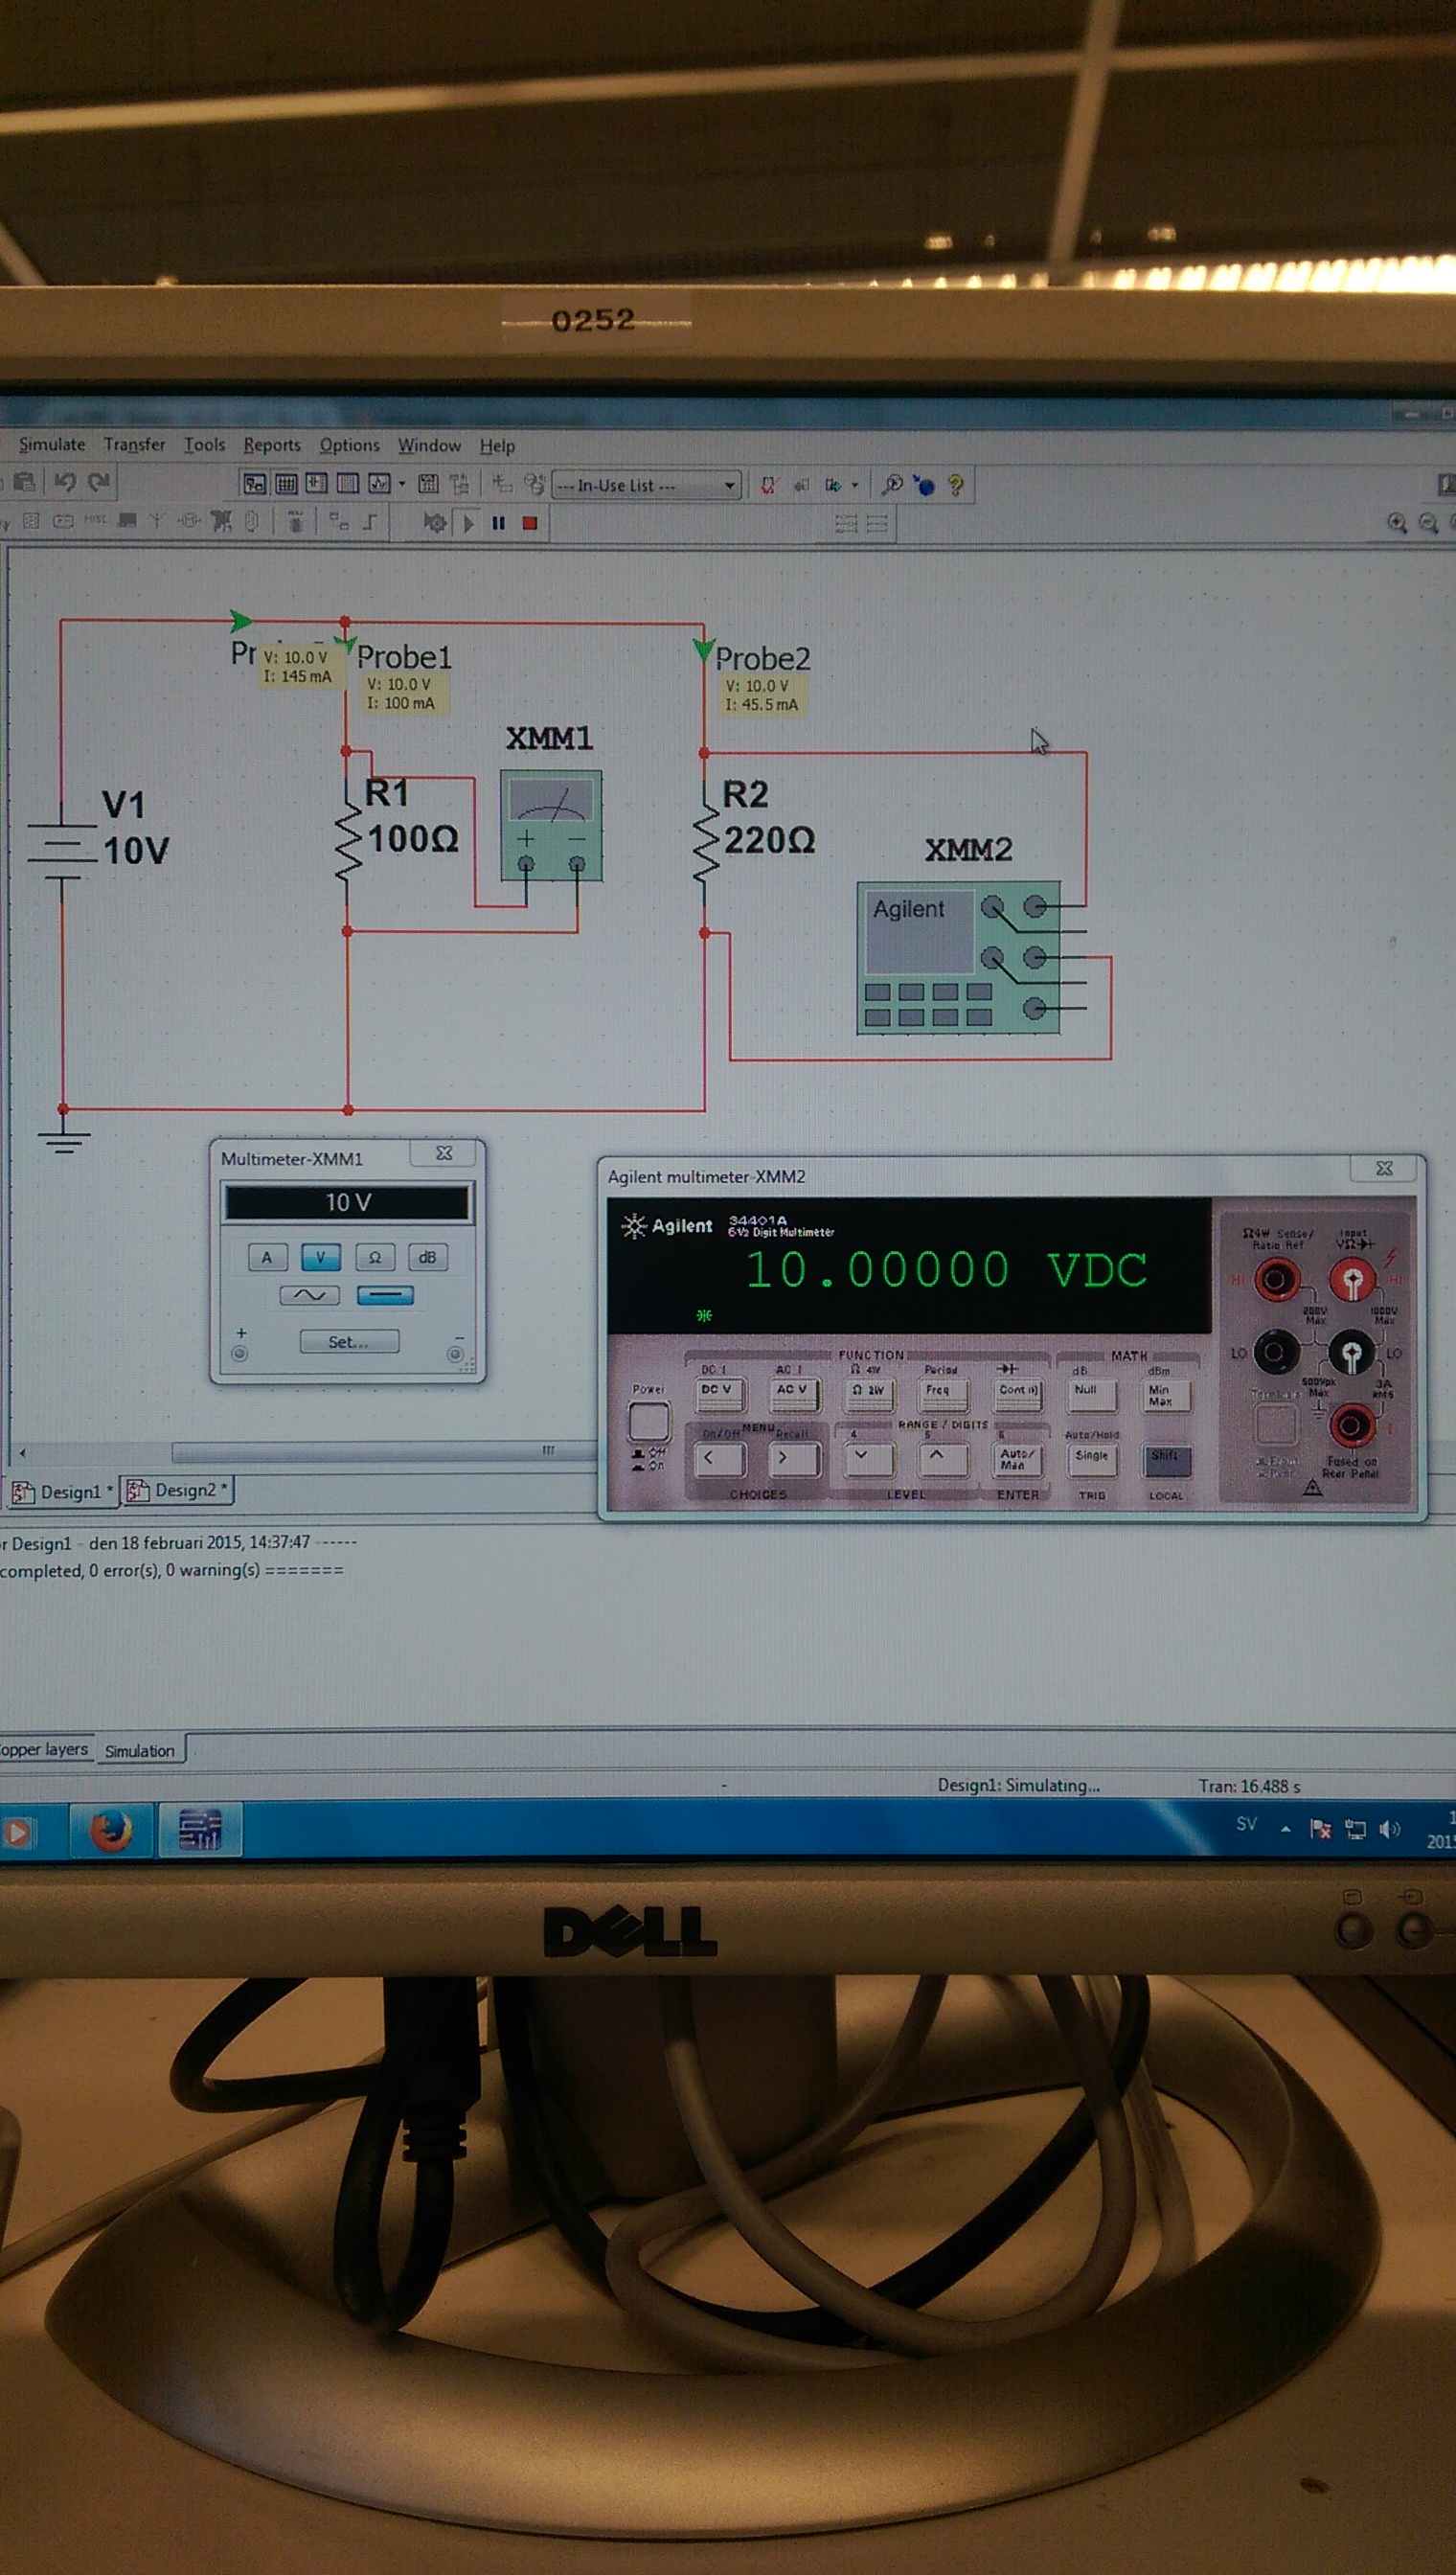 0252
Simulate Transfer Tools Reports Options Window Help
--- In-Use List ---
MISC
Pr
V: 10.0 V
I: 145 mA
Probe1
V: 10.0 V
I: 100 mA
Probe2
V: 10.0 V
I: 45.5 mA
XMM1
V1
10V
R1
100Ω
+ −
R2
220Ω
XMM2
Agilent
Multimeter-XMM1
10 V
A V Ω dB
+ −
Set...
Agilent multimeter-XMM2
Agilent 34401A
6½ Digit Multimeter
10.00000 VDC
Ω4W Sense/
Ratio Ref
Input
VΩ
HI HI
200V
Max
1000V
Max
LO LO
500Vpk
Max
3A
RMS
I
Fused on
Rear Panel
FUNCTION MATH
DC I AC I Ω 4W Period dB dBm
Power
DC V AC V Ω 2W Freq Cont Null Min
Max
MENU RANGE / DIGITS
On/Off Recall 4 5 6 Auto/Hold
Off
On
< > Auto/
Man
Single Shift
CHOICES LEVEL ENTER TRIG LOCAL
Design1 * Design2 *
r Design1 - den 18 februari 2015, 14:37:47 ------
completed, 0 error(s), 0 warning(s) =======
opper layers Simulation
- Design1: Simulating... Tran: 16.488 s
SV
1
201
DELL